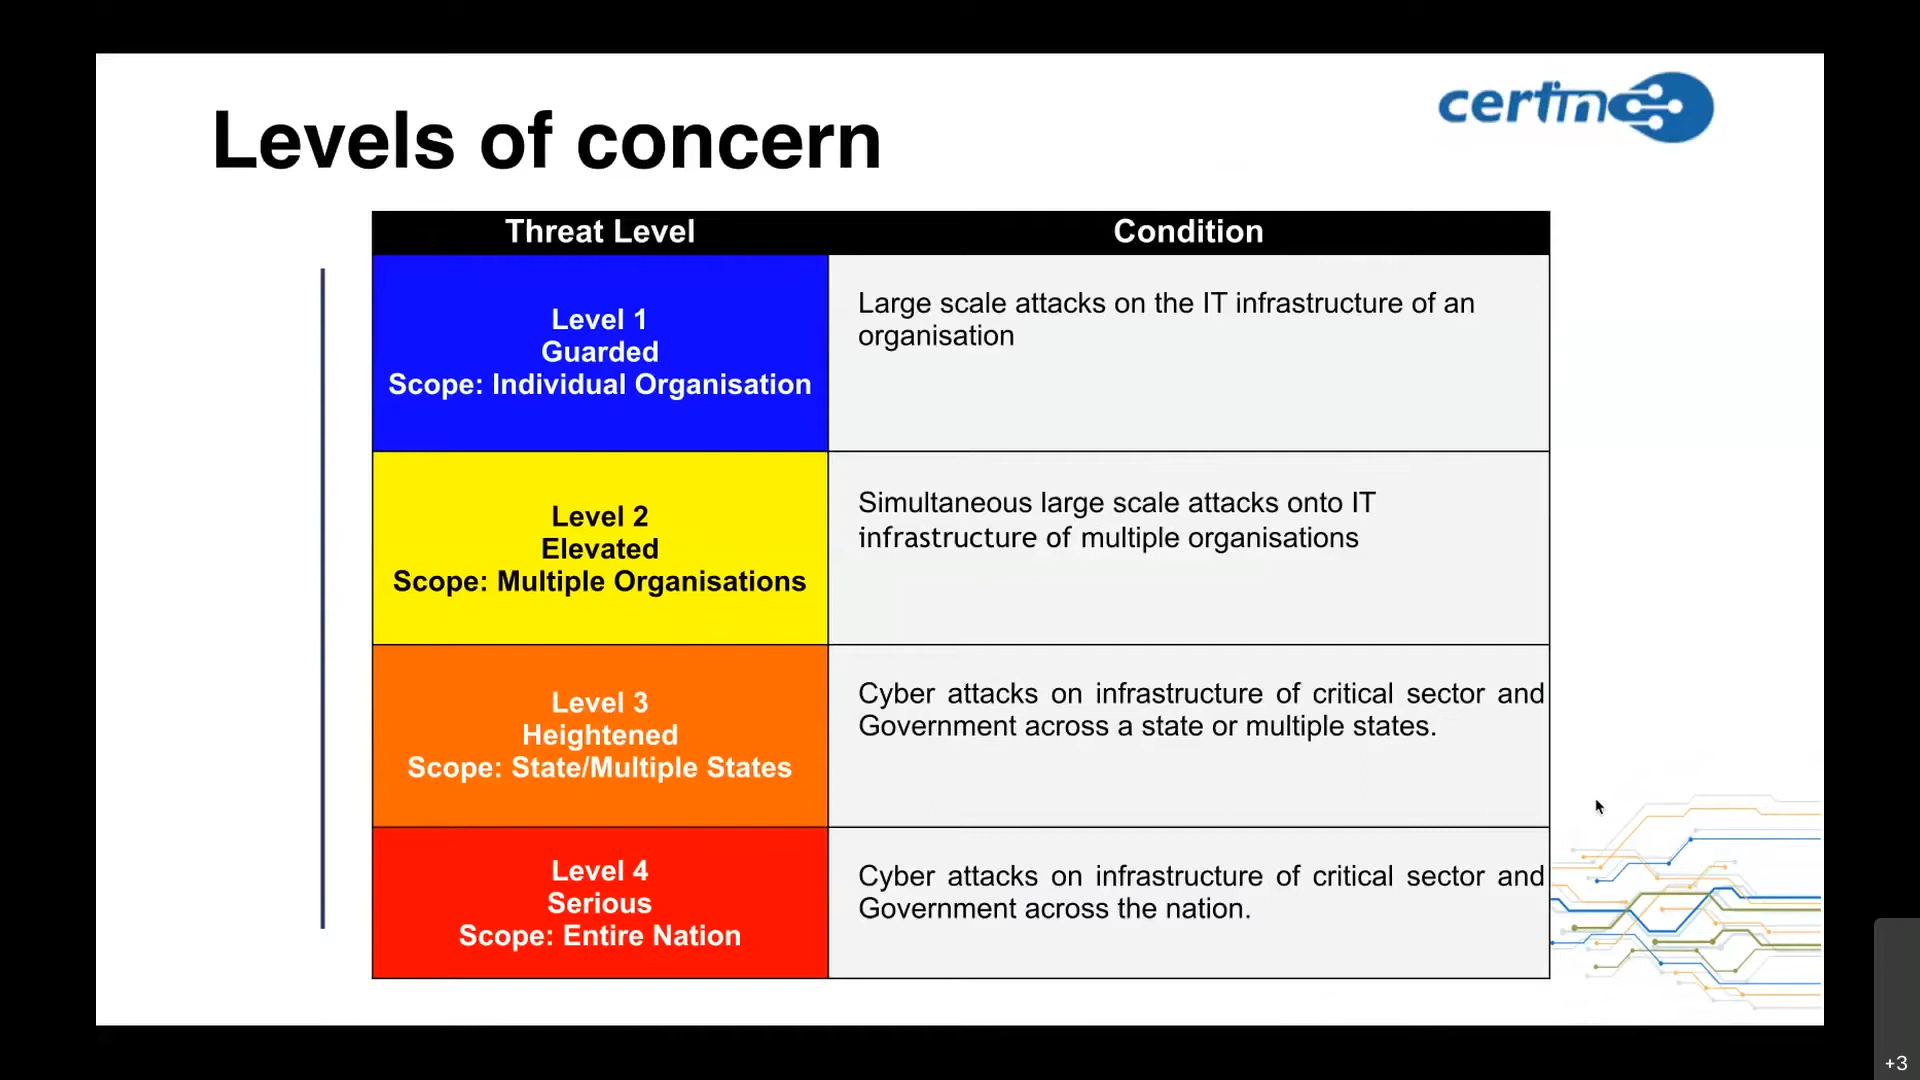 certin
Levels of concern
Threat Level
Condition
Level 1
Guarded
Scope: Individual Organisation
Large scale attacks on the IT infrastructure of an
organisation
Level 2
Elevated
Scope: Multiple Organisations
Simultaneous large scale attacks onto IT
infrastructure of multiple organisations
Level 3
Heightened
Scope: State/Multiple States
Cyber attacks on infrastructure of critical sector and
Government across a state or multiple states.
Level 4
Serious
Scope: Entire Nation
Cyber attacks on infrastructure of critical sector and
Government across the nation.
+3